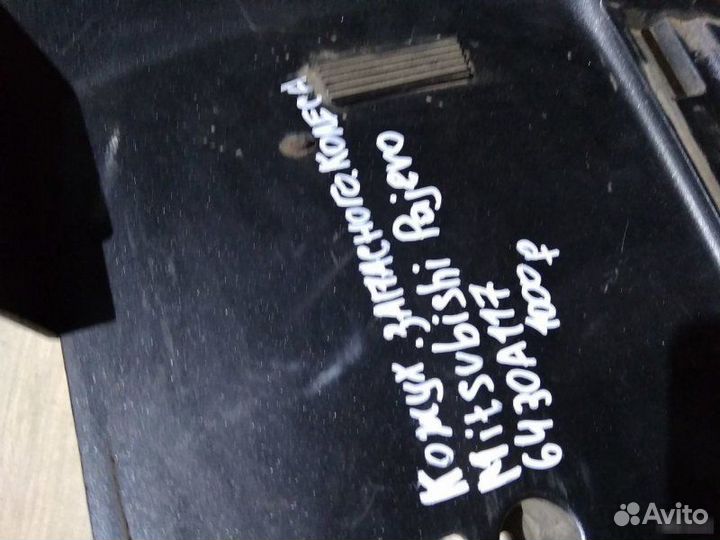 Кожух .ЗАПАСНОГО.КОЛЕСА
Mitsubishi Pajero
6430A117
1000 ₽
Avito